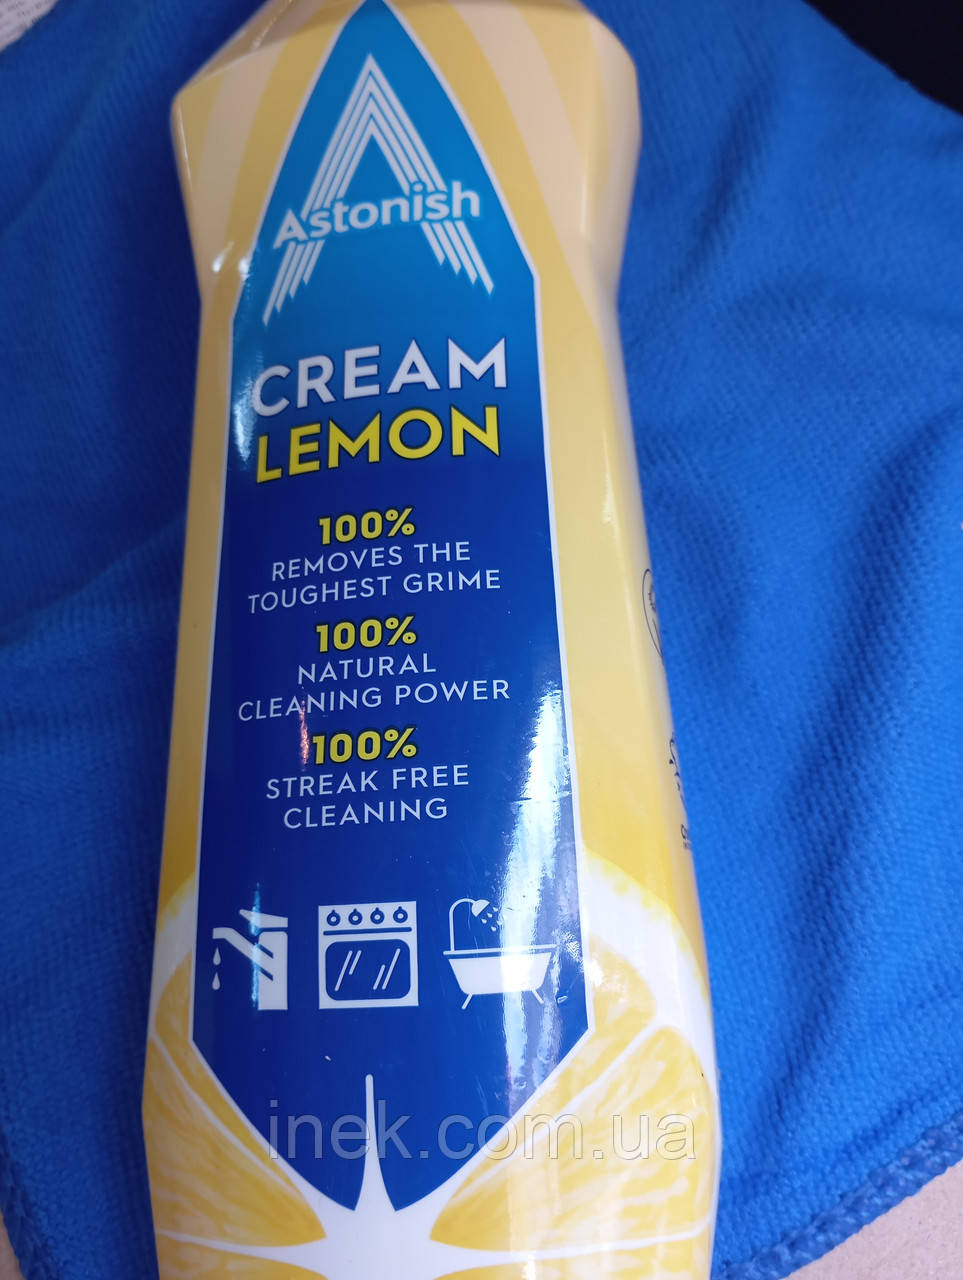 Astonish
CREAM
LEMON
100%
REMOVES THE
TOUGHEST GRIME
100%
NATURAL
CLEANING POWER
100%
STREAK FREE
CLEANING
inek.com.ua